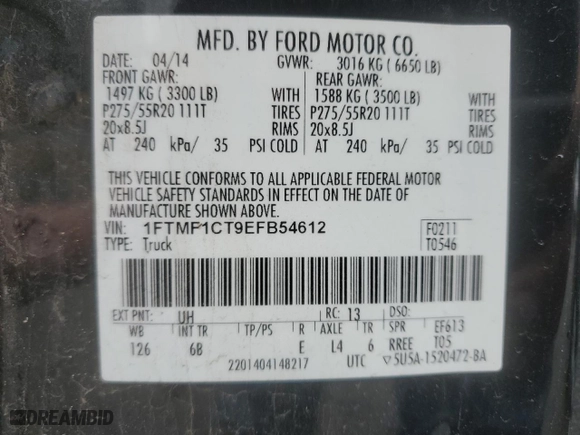 MFD. BY FORD MOTOR CO.
DATE: 04/14 GVWR: 3016 KG ( 6650 LB)
FRONT GAWR: REAR GAWR:
1497 KG ( 3300 LB) WITH 1588 KG ( 3500 LB) WITH
P275/55R20 111T TIRES P275/55R20 111T TIRES
20x8.5J RIMS 20x8.5J RIMS
AT 240 kPa/ 35 PSI COLD AT 240 kPa/ 35 PSI COLD
THIS VEHICLE CONFORMS TO ALL APPLICABLE FEDERAL MOTOR
VEHICLE SAFETY STANDARDS IN EFFECT ON THE DATE OF
MANUFACTURE SHOWN ABOVE.
VIN: 1FTMF1CT9EFB54612 F0211
TYPE: Truck T0546
EXT PNT: UH RC: 13 DSO:
WB INT TR TP/PS R AXLE TR SPR EF613
126 6B E L4 6 RREE T05
2201404148217 UTC ▽5U5A-1520472-BA
DREAMBID